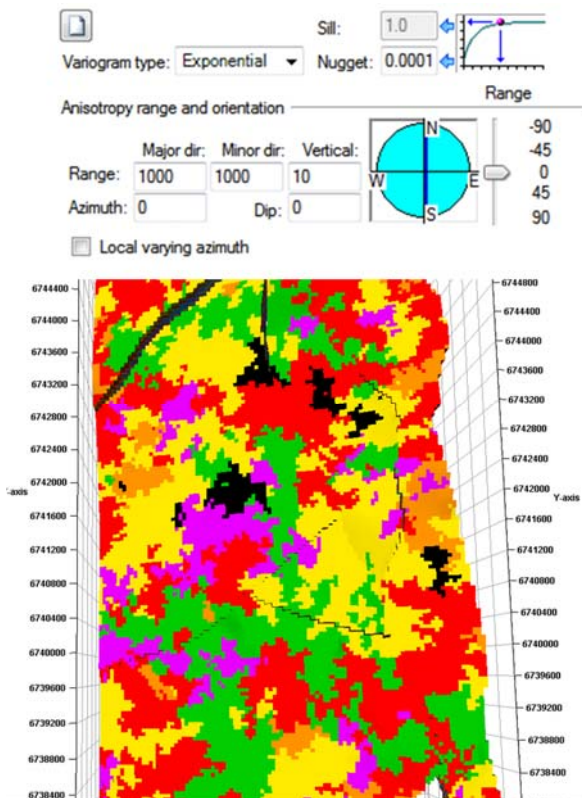 Sill: 1.0
Variogram type: Exponential Nugget: 0.0001
Range
Anisotropy range and orientation
Major dir: Minor dir: Vertical:
Range: 1000 1000 10
Azimuth: 0 Dip: 0
N
W E
S
-90
-45
0
45
90
Local varying azimuth
6744400
6744000
6743600
6743200
6742800
6742400
6742000
-axis
6741600
6741200
6740800
6740400
6740000
6739600
6739200
6738800
6738400
6744800
6744400
6744000
6743600
6743200
6742800
6742400
6742000
Y-axis
6741600
6741200
6740000
6740400
6740000
6739600
6739200
6738800
6738400